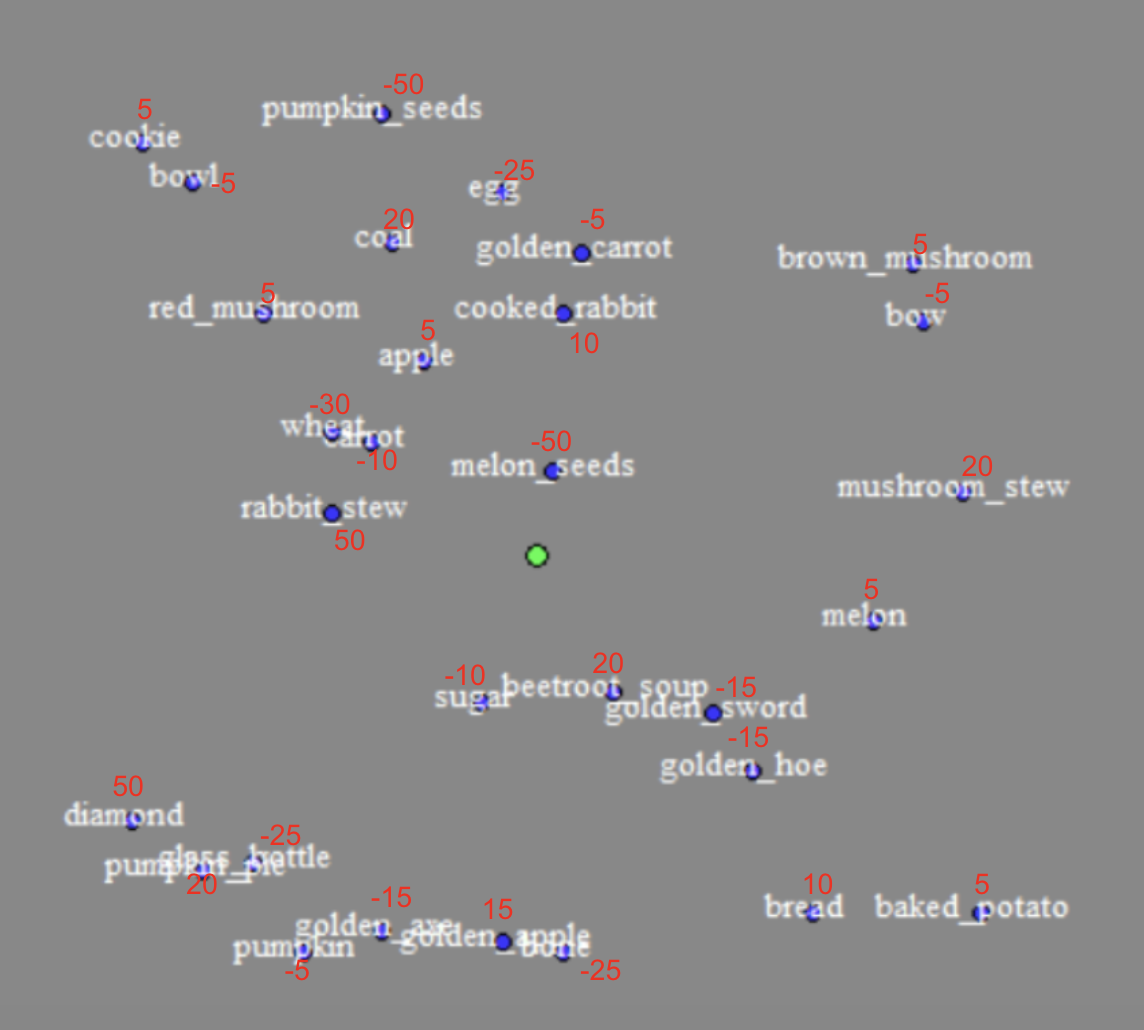 -50
pumpkin_seeds
5
cookie
bowl -5
-25
egg
20
coal
-5
golden_carrot
5
brown_mushroom
-5
bow
5
red_mushroom
cooked_rabbit
10
5
apple
-30
wheat
carrot
-10
-50
melon_seeds
20
mushroom_stew
rabbit_stew
50
5
melon
20
beetroot_soup
-10
sugar
-15
golden_sword
-15
golden_hoe
50
diamond
-25
glass_bottle
pumpkin_pie
20
-15
golden_axe
15
golden_apple
pumpkin
-5
bone
-25
10
bread
5
baked_potato